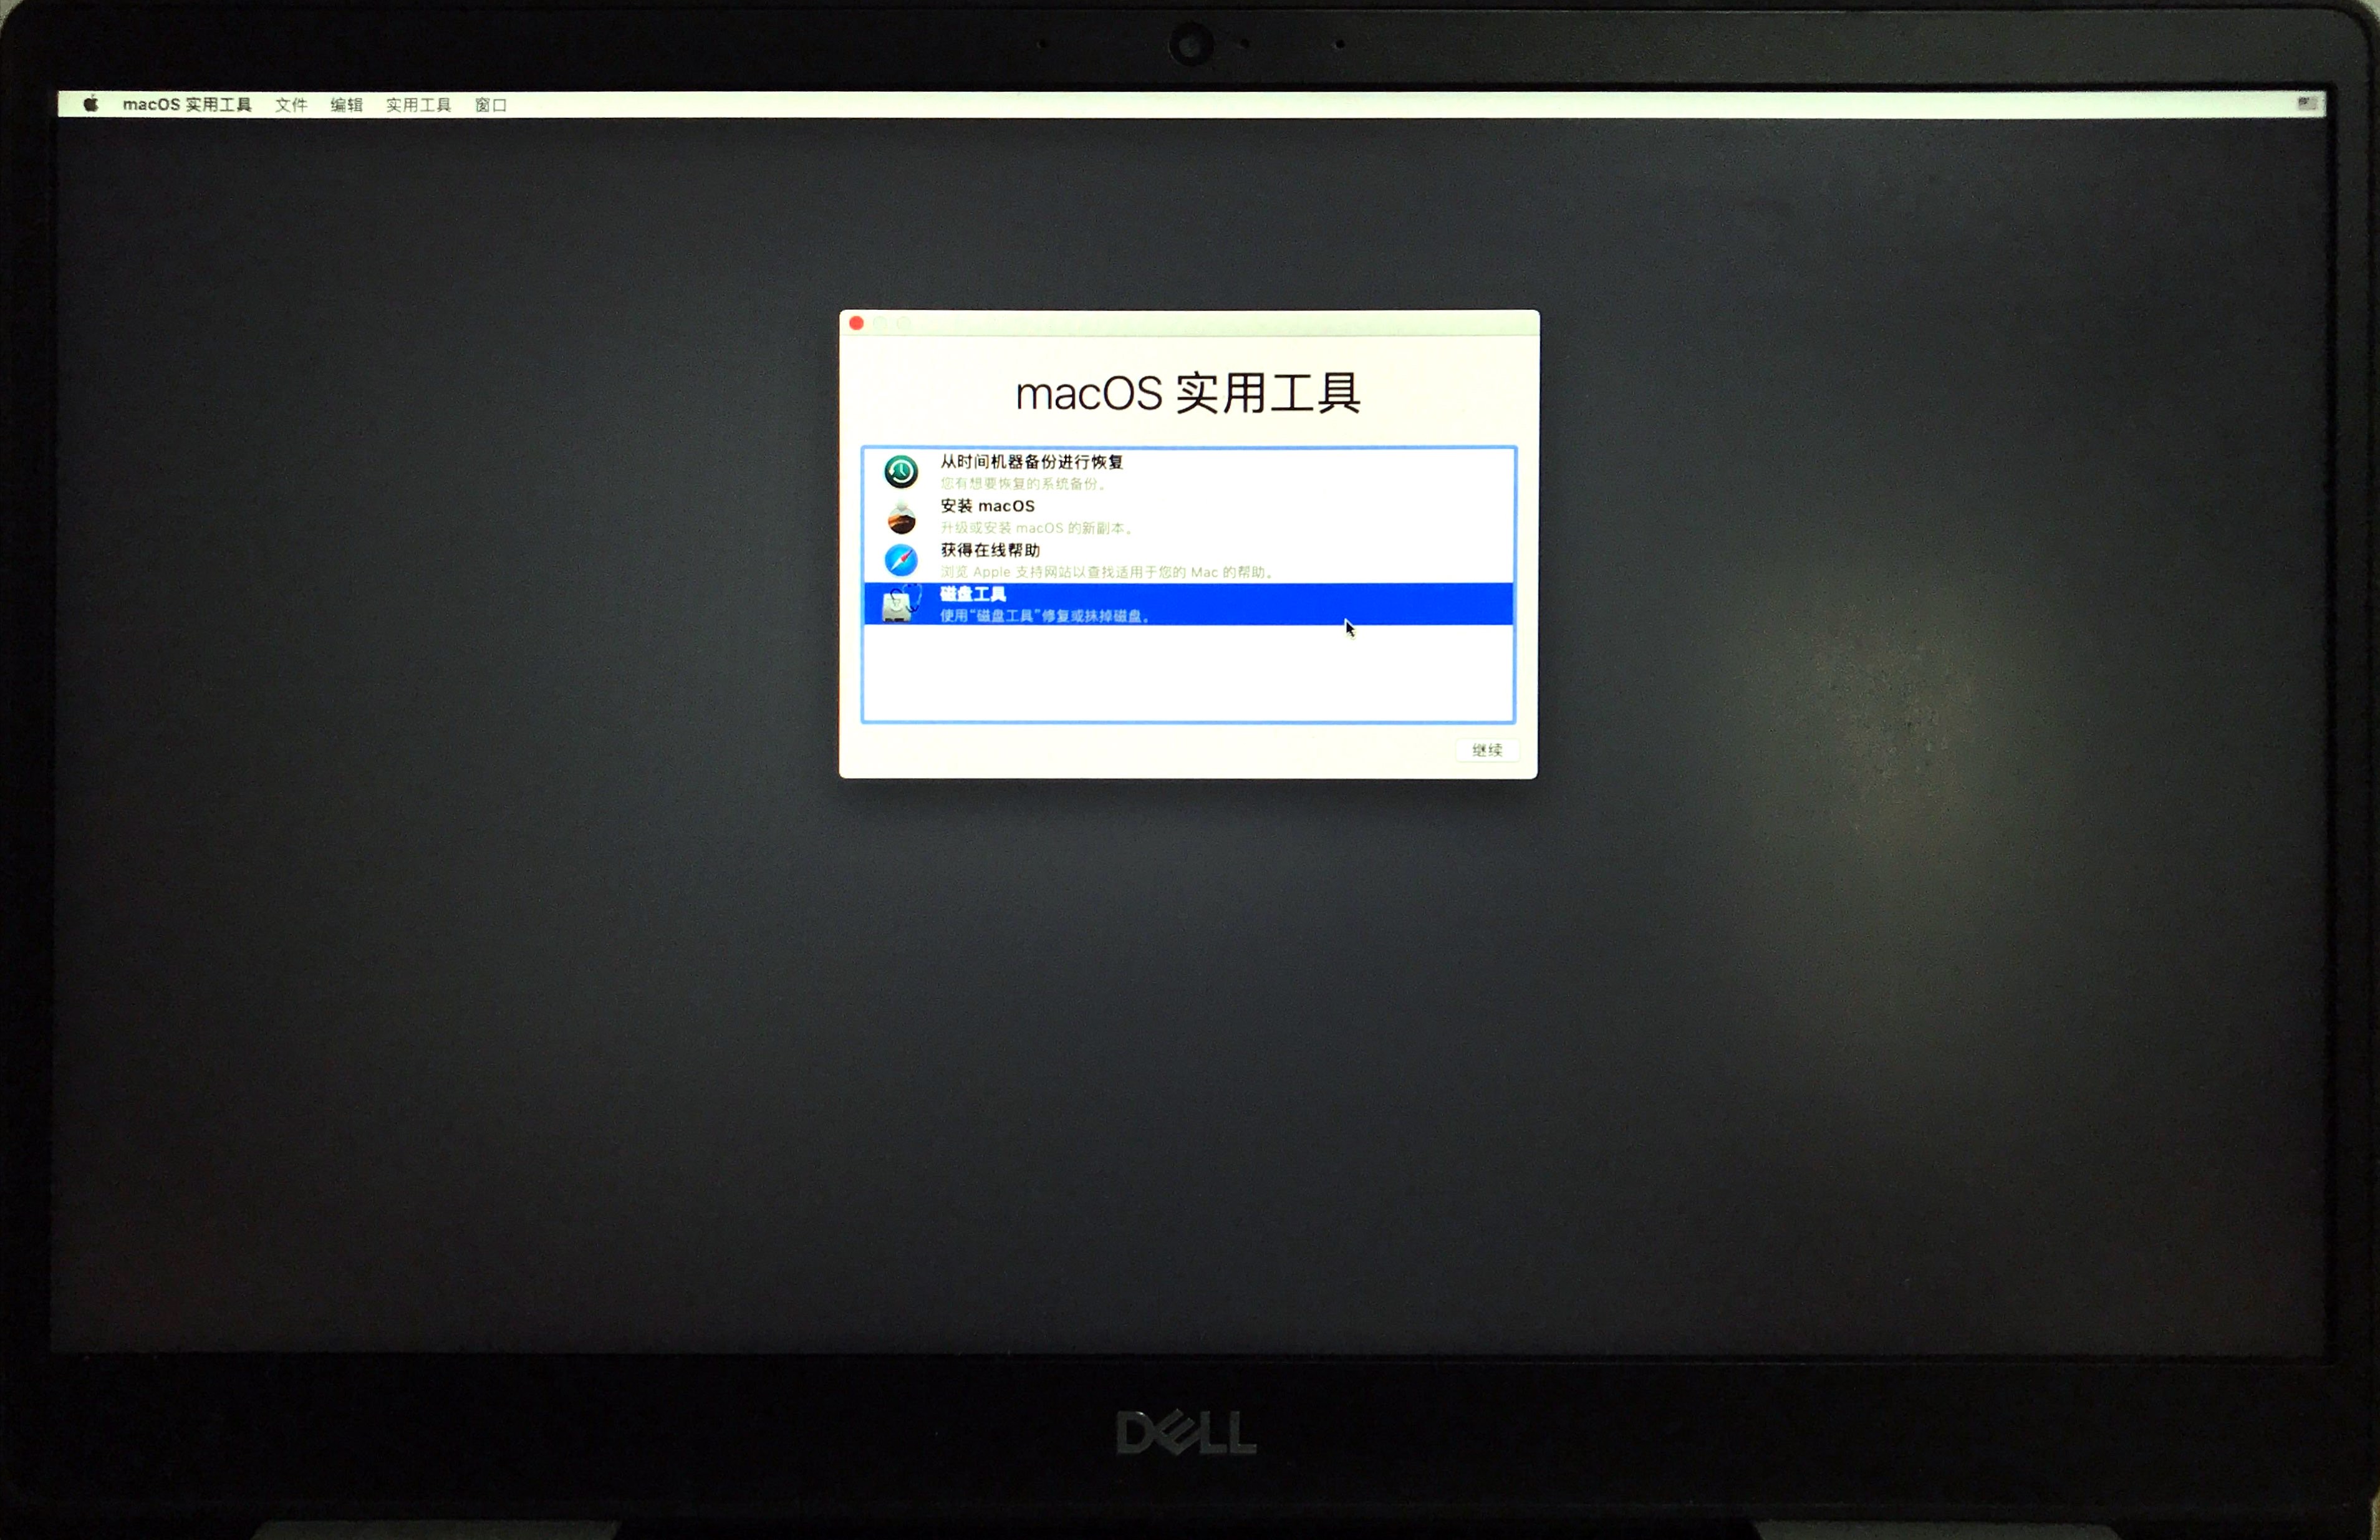 macOS 实用工具 文件 编辑 实用工具 窗口
macOS 实用工具
从时间机器备份进行恢复
您有想要恢复的系统备份。
安装 macOS
升级或安装 macOS 的新副本。
获得在线帮助
浏览 Apple 支持网站以查找适用于您的 Mac 的帮助。
磁盘工具
使用“磁盘工具”修复或抹掉磁盘。
继续
DELL